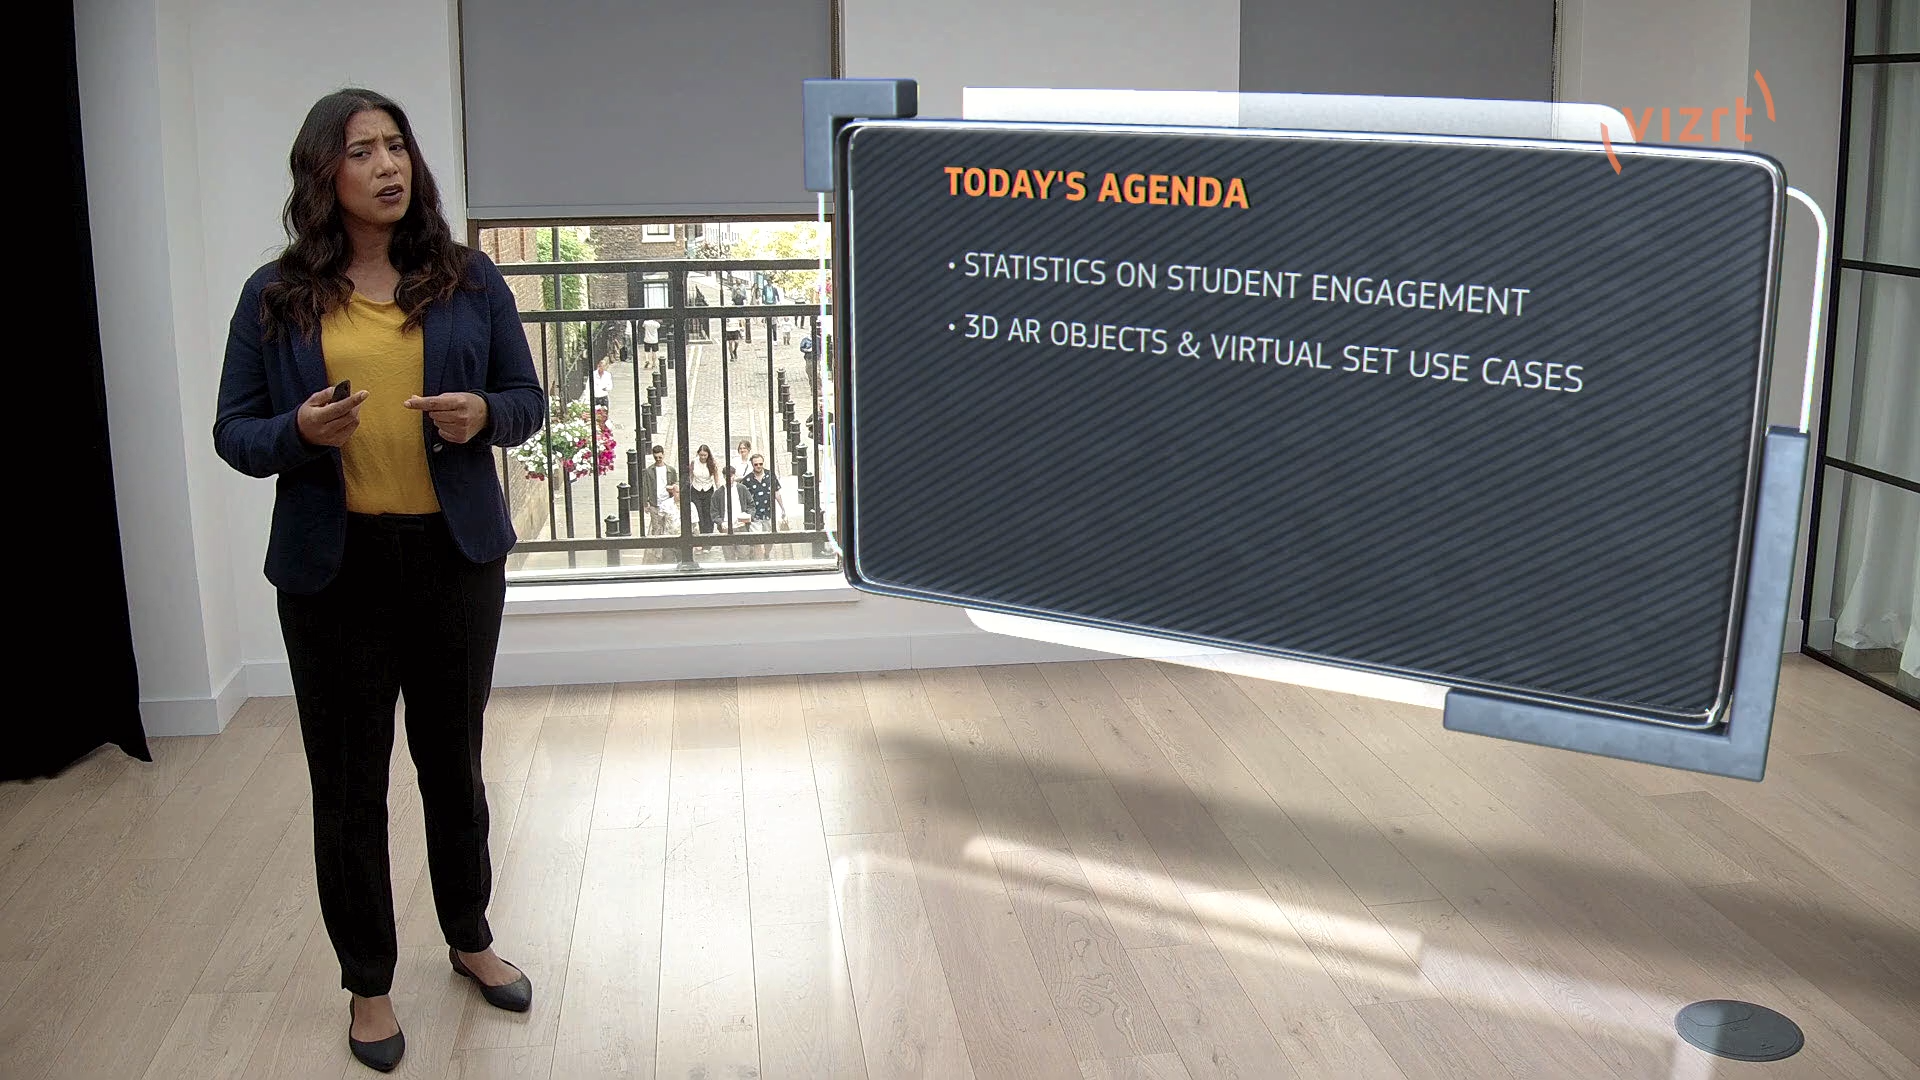 vizrt
TODAY'S AGENDA
• STATISTICS ON STUDENT ENGAGEMENT
• 3D AR OBJECTS & VIRTUAL SET USE CASES